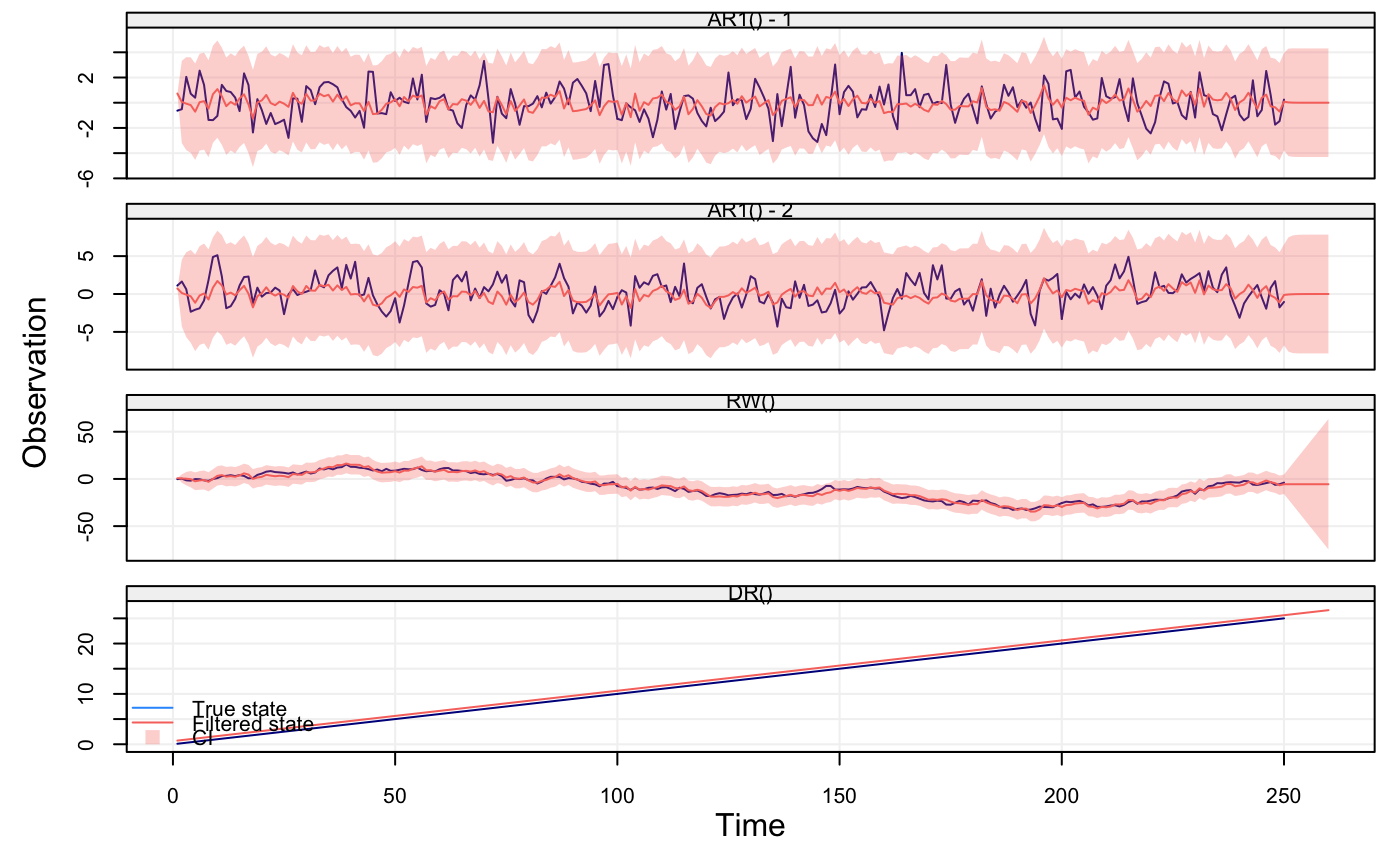 AR1() - 1
2
-2
-6
AR1() - 2
5
0
-5
Observation
RW()
50
0
-50
DR()
20
10
0
True state
Filtered state
CI
0 50 100 150 200 250
Time